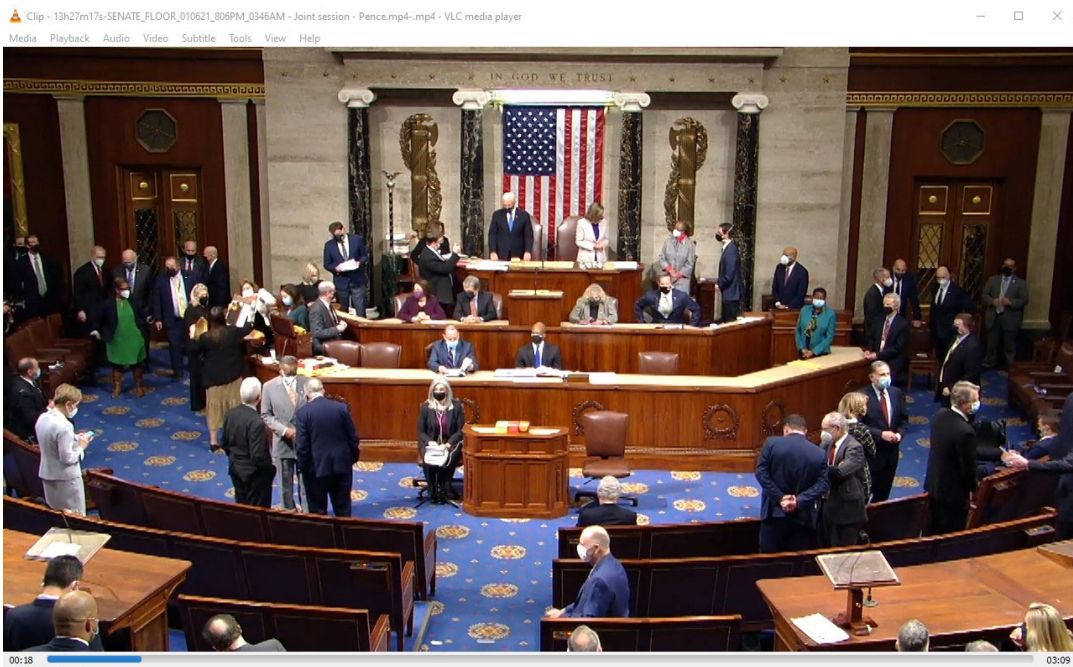 Clip - 13h27m17s-SENATE_FLOOR_010621_806PM_0346AM - Joint session - Pence.mp4-.mp4 - VLC media player
Media Playback Audio Video Subtitle Tools View Help
IN GOD WE TRUST
00:18 03:09